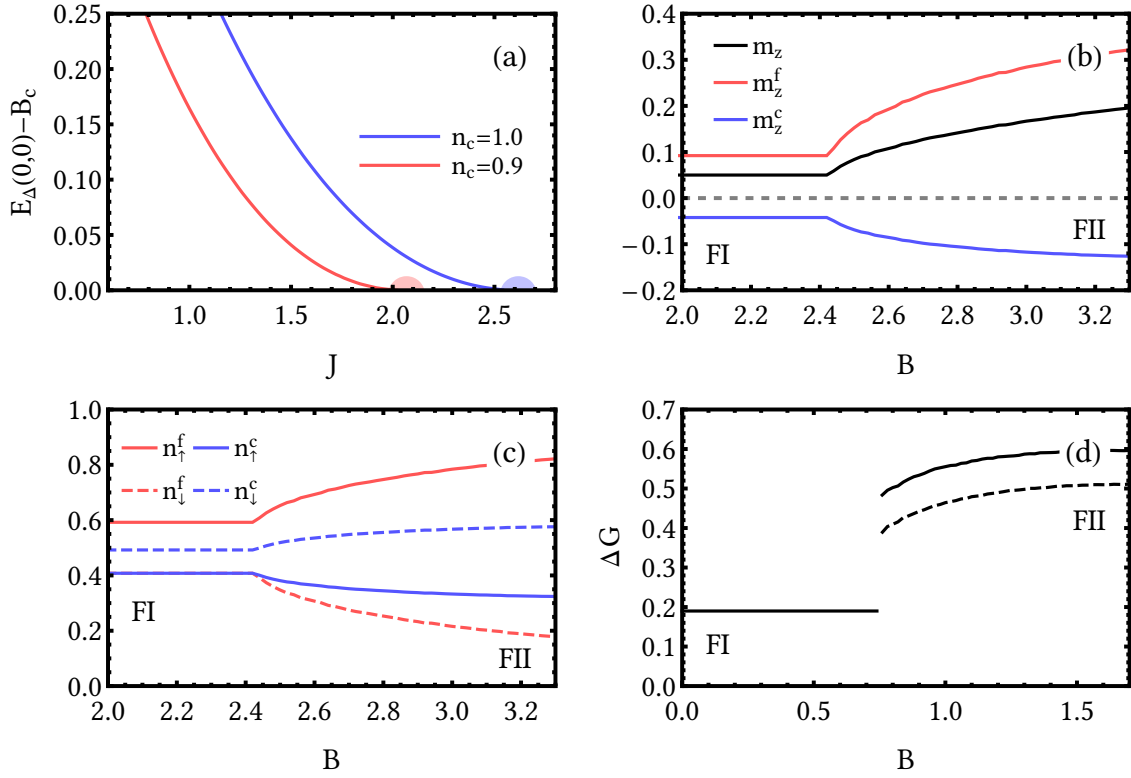 0.25
0.20
0.15
0.10
0.05
0.00
E_Δ(0,0)−B_c
(a)
n_c=1.0
n_c=0.9
1.0 1.5 2.0 2.5
J
0.4
0.3
0.2
0.1
0.0
−0.1
−0.2
m_z
m_z^f
m_z^c
(b)
FI
FII
2.0 2.2 2.4 2.6 2.8 3.0 3.2
B
1.0
0.8
0.6
0.4
0.2
0.0
n_↑^f n_↑^c
n_↓^f n_↓^c
(c)
FI
FII
2.0 2.2 2.4 2.6 2.8 3.0 3.2
B
0.7
0.6
0.5
0.4
0.3
0.2
0.1
0.0
ΔG
(d)
FII
FI
0.0 0.5 1.0 1.5
B